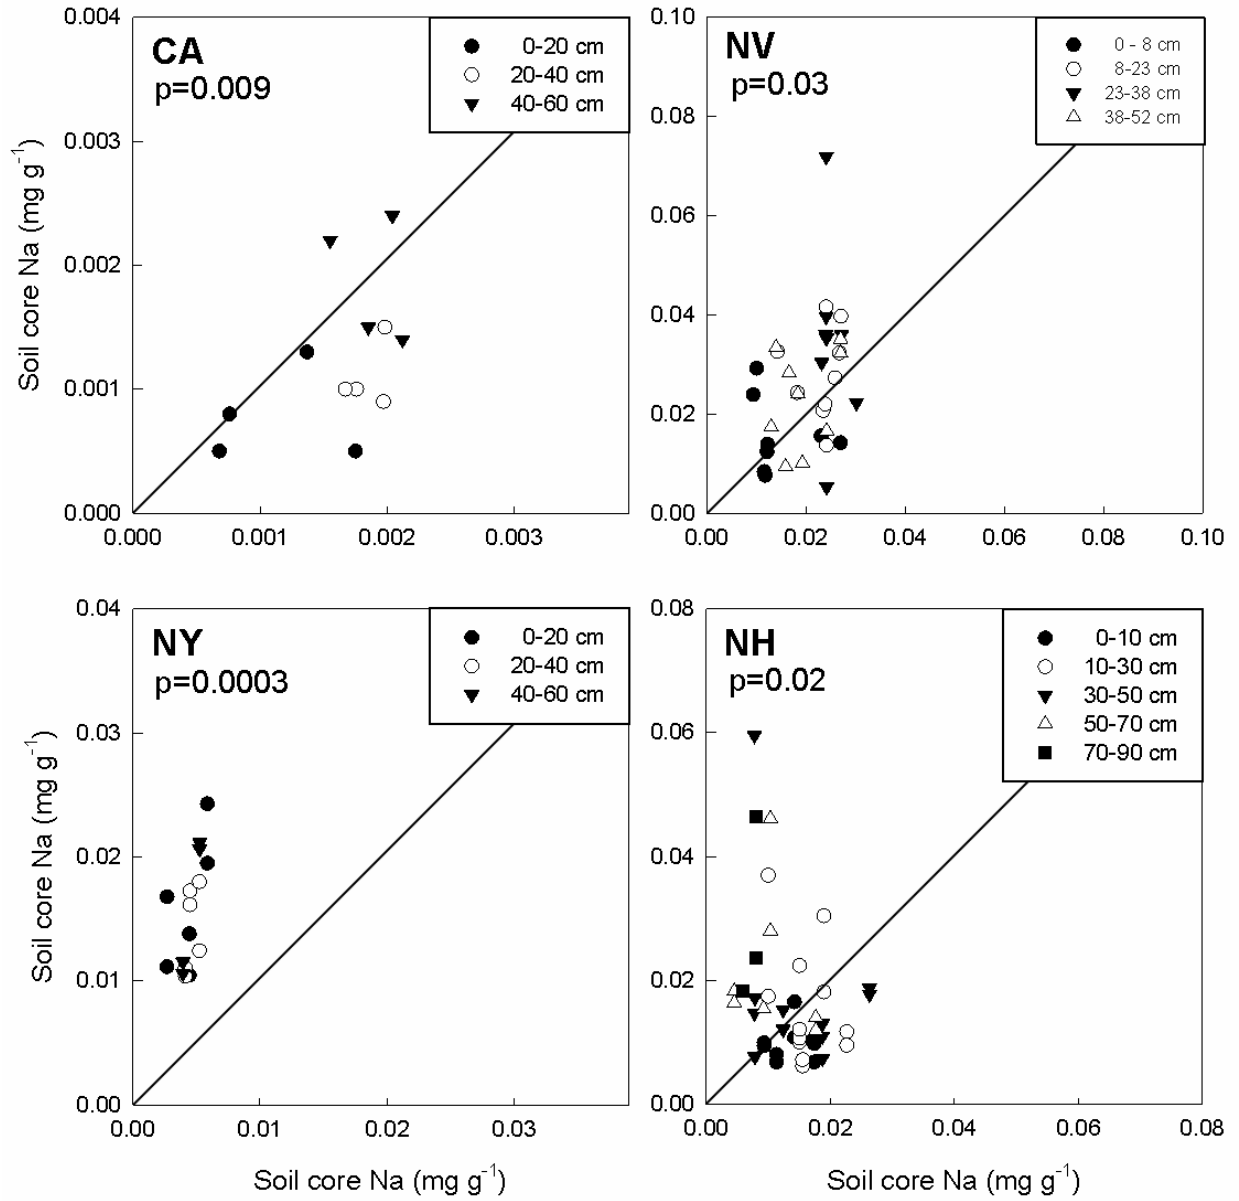 CA
p=0.009
0-20 cm
20-40 cm
40-60 cm
0.004
0.003
0.002
0.001
0.000
0.000
0.001
0.002
0.003
Soil core Na (mg g⁻¹)
NV
p=0.03
0 - 8 cm
8-23 cm
23-38 cm
38-52 cm
0.10
0.08
0.06
0.04
0.02
0.00
0.00
0.02
0.04
0.06
0.08
0.10
NY
p=0.0003
0-20 cm
20-40 cm
40-60 cm
0.04
0.03
0.02
0.01
0.00
0.00
0.01
0.02
0.03
Soil core Na (mg g⁻¹)
Soil core Na (mg g⁻¹)
NH
p=0.02
0-10 cm
10-30 cm
30-50 cm
50-70 cm
70-90 cm
0.08
0.06
0.04
0.02
0.00
0.00
0.02
0.04
0.06
0.08
Soil core Na (mg g⁻¹)